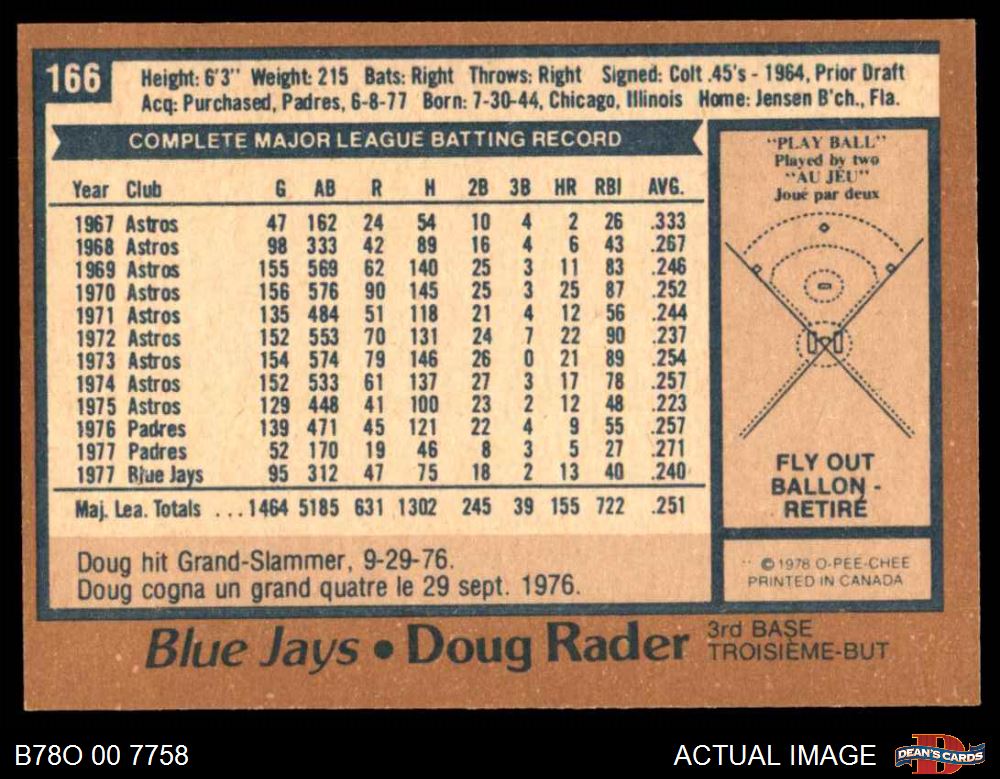 166
Height: 6'3" Weight: 215 Bats: Right Throws: Right Signed: Colt .45's - 1964, Prior Draft
Acq: Purchased, Padres, 6-8-77 Born: 7-30-44, Chicago, Illinois Home: Jensen B'ch., Fla.
COMPLETE MAJOR LEAGUE BATTING RECORD
Year Club G AB R H 2B 3B HR RBI AVG.
1967 Astros 47 162 24 54 10 4 2 26 .333
1968 Astros 98 333 42 89 16 4 6 43 .267
1969 Astros 155 569 62 140 25 3 11 83 .246
1970 Astros 156 576 90 145 25 3 25 87 .252
1971 Astros 135 484 51 118 21 4 12 56 .244
1972 Astros 152 553 70 131 24 7 22 90 .237
1973 Astros 154 574 79 146 26 0 21 89 .254
1974 Astros 152 533 61 137 27 3 17 78 .257
1975 Astros 129 448 41 100 23 2 12 48 .223
1976 Padres 139 471 45 121 22 4 9 55 .257
1977 Padres 52 170 19 46 8 3 5 27 .271
1977 Blue Jays 95 312 47 75 18 2 13 40 .240
Maj. Lea. Totals ...1464 5185 631 1302 245 39 155 722 .251
Doug hit Grand-Slammer, 9-29-76.
Doug cogna un grand quatre le 29 sept. 1976.
"PLAY BALL"
Played by two
"AU JEU"
Joué par deux
FLY OUT
BALLON -
RETIRÉ
© 1978 O-PEE-CHEE
PRINTED IN CANADA
Blue Jays • Doug Rader
3rd BASE
TROISIÈME-BUT
B78O 00 7758
ACTUAL IMAGE
DEAN'S CARDS